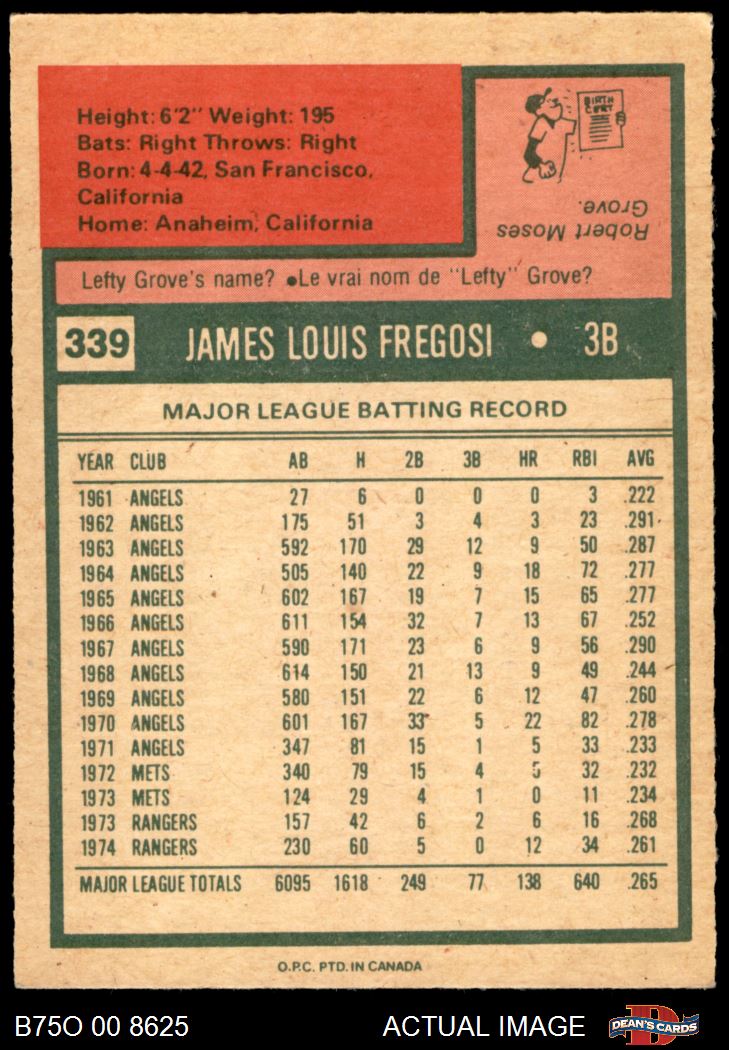 Height: 6'2" Weight: 195
Bats: Right Throws: Right
Born: 4-4-42, San Francisco,
California
Home: Anaheim, California
BIRTH
CERT
Robert Moses
Grove.
Lefty Grove's name? •Le vrai nom de "Lefty" Grove?
339 JAMES LOUIS FREGOSI • 3B
MAJOR LEAGUE BATTING RECORD
YEAR CLUB AB H 2B 3B HR RBI AVG
1961 ANGELS 27 6 0 0 0 3 .222
1962 ANGELS 175 51 3 4 3 23 .291
1963 ANGELS 592 170 29 12 9 50 .287
1964 ANGELS 505 140 22 9 18 72 .277
1965 ANGELS 602 167 19 7 15 65 .277
1966 ANGELS 611 154 32 7 13 67 .252
1967 ANGELS 590 171 23 6 9 56 .290
1968 ANGELS 614 150 21 13 9 49 .244
1969 ANGELS 580 151 22 6 12 47 .260
1970 ANGELS 601 167 33 5 22 82 .278
1971 ANGELS 347 81 15 1 5 33 .233
1972 METS 340 79 15 4 5 32 .232
1973 METS 124 29 4 1 0 11 .234
1973 RANGERS 157 42 6 2 6 16 .268
1974 RANGERS 230 60 5 0 12 34 .261
MAJOR LEAGUE TOTALS 6095 1618 249 77 138 640 .265
O.P.C. PTD. IN CANADA
B75O 00 8625 ACTUAL IMAGE D DEAN'S CARDS